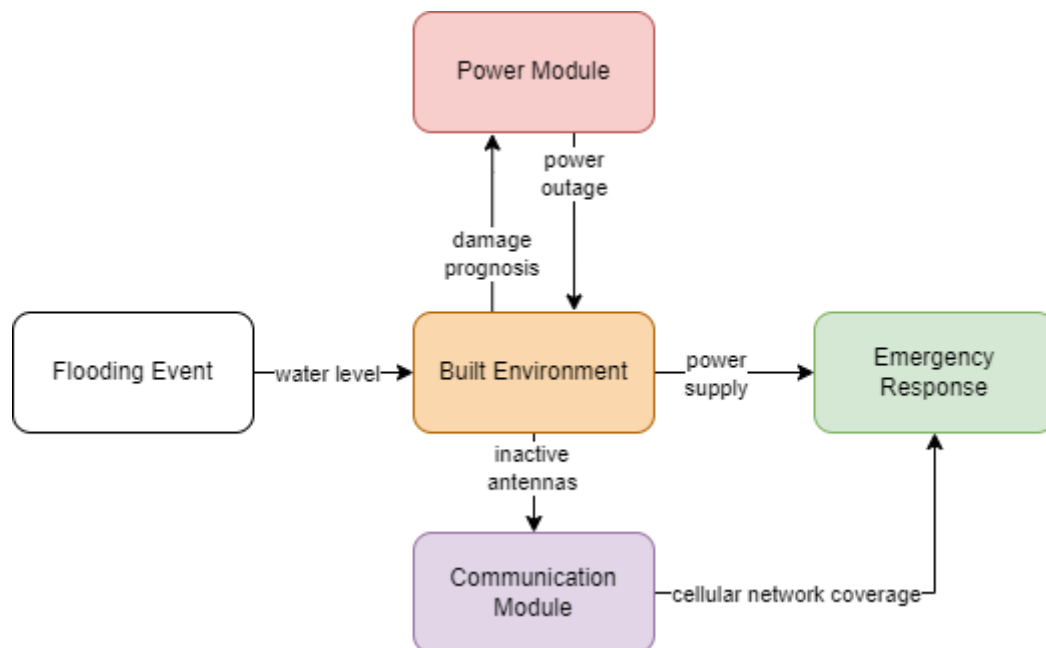 Power Module
power
outage
damage
prognosis
Flooding Event
water level
Built Environment
power
supply
Emergency
Response
inactive
antennas
Communication
Module
cellular network coverage